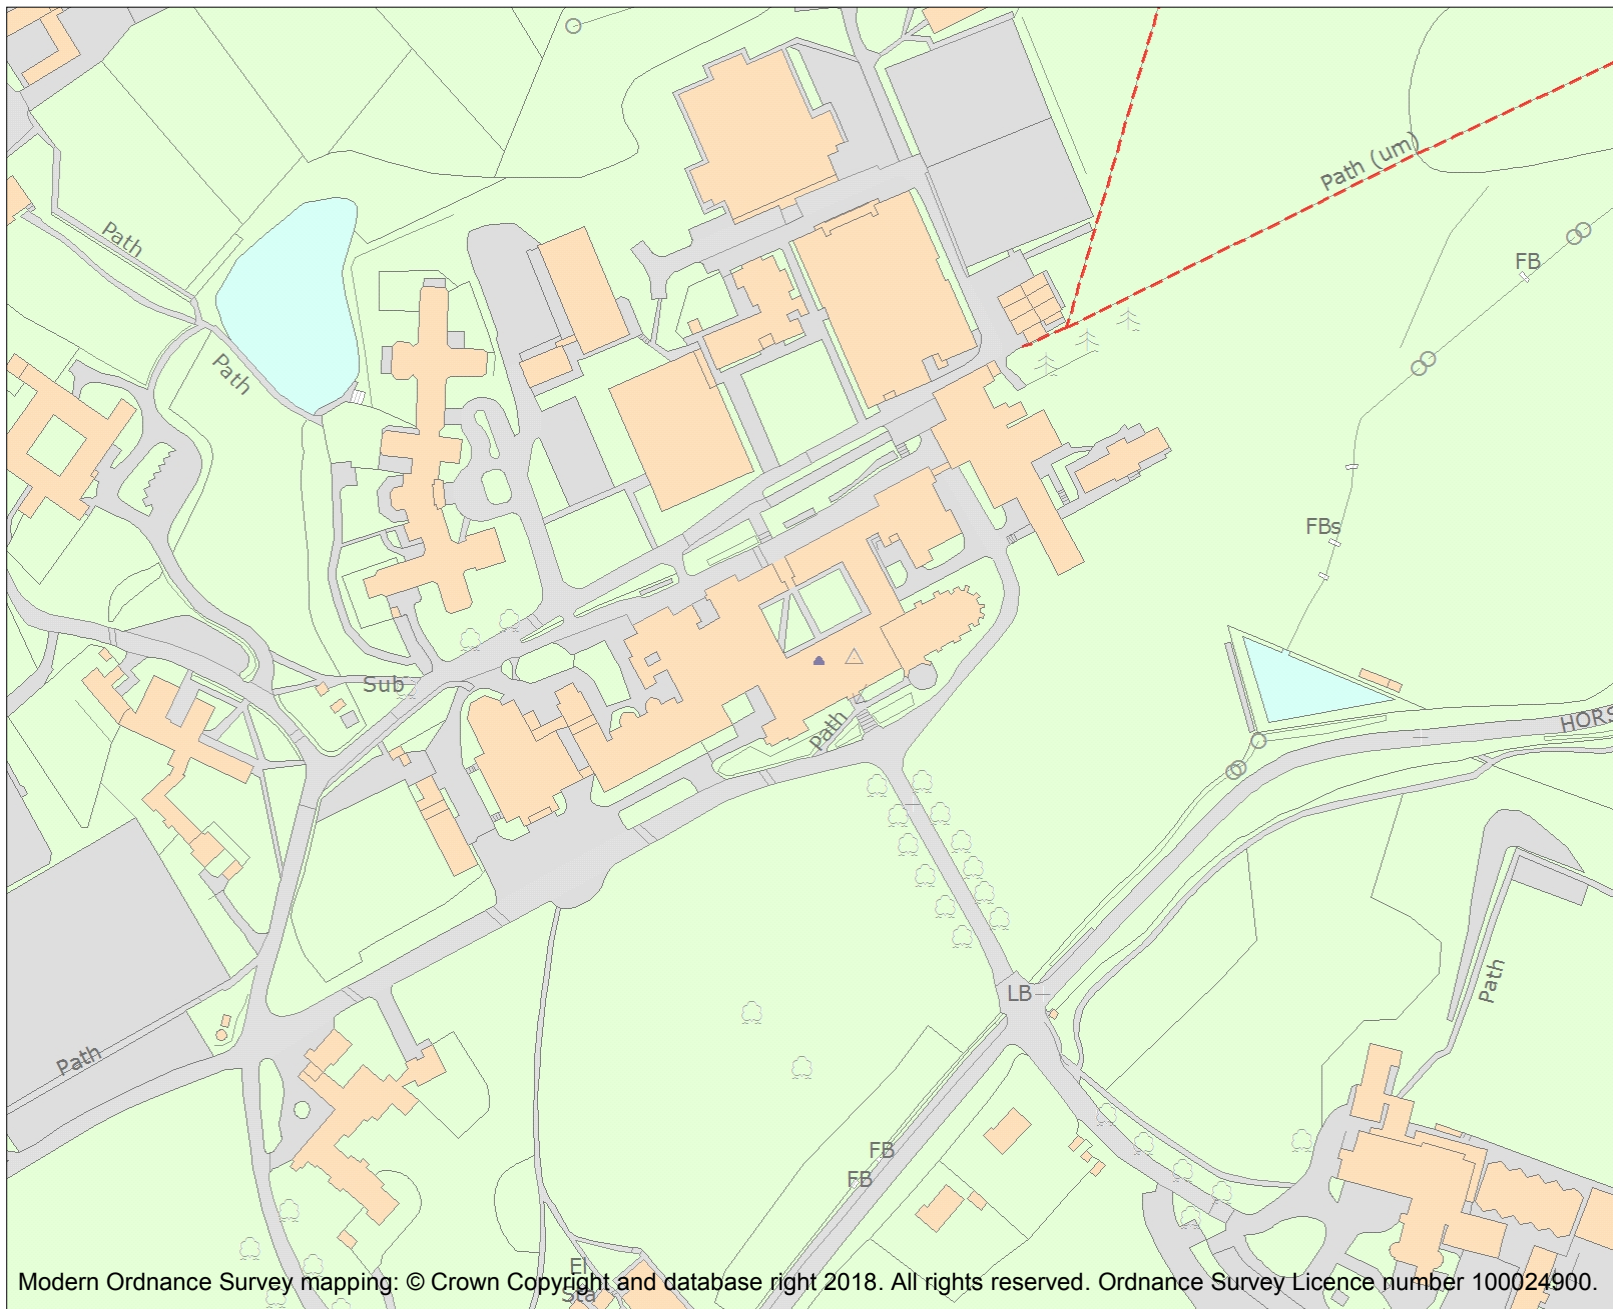 Path (um)
Path
FB
Path
FBs
Sub
HORS
Path
LB
Path
Path
FB
FB
El
Sta
Modern Ordnance Survey mapping: © Crown Copyright and database right 2018. All rights reserved. Ordnance Survey Licence number 100024900.